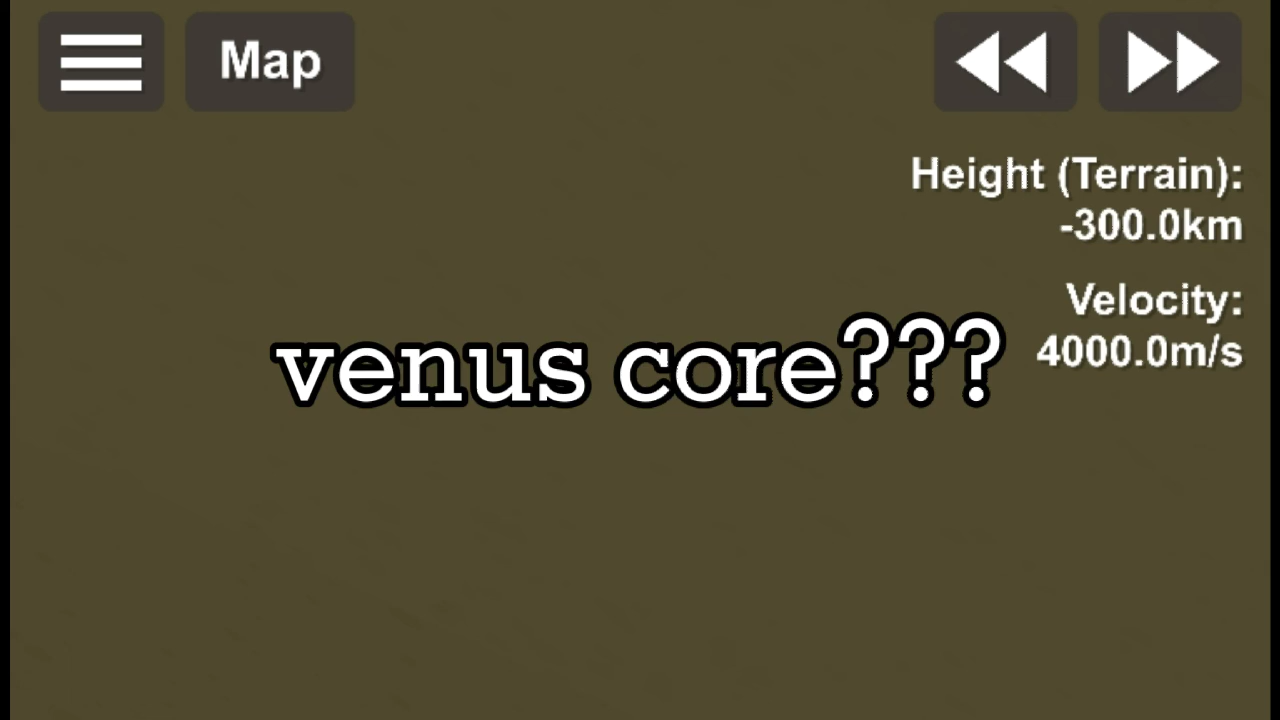 Map
Height (Terrain):
-300.0km
Velocity:
4000.0m/s
venus core???